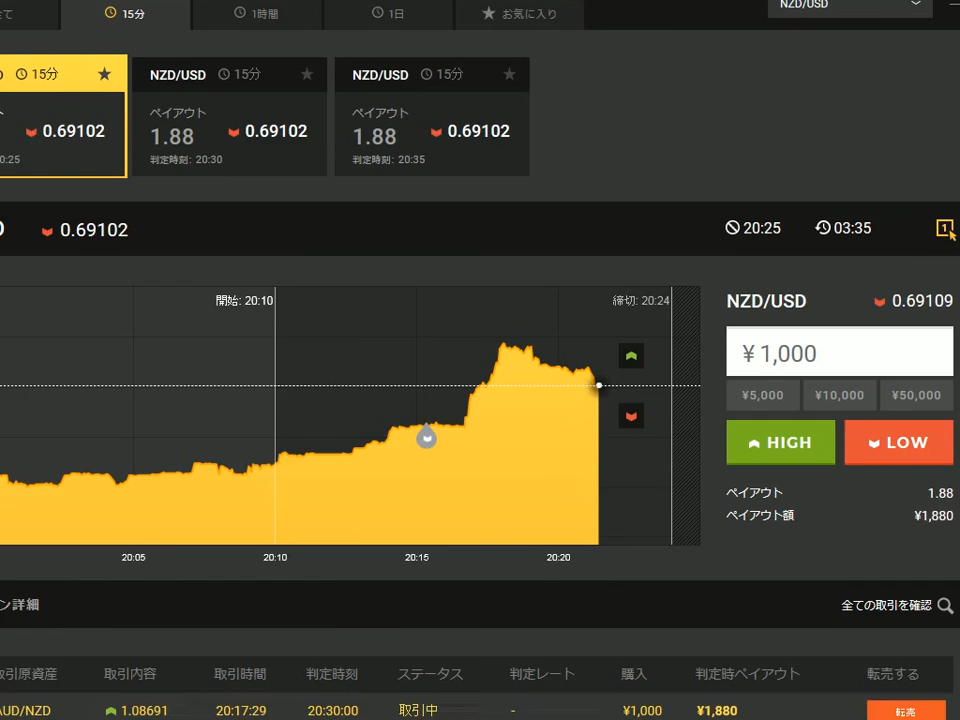 全て 15分 1時間 1日 お気に入り NZD/USD
15分 NZD/USD 15分 NZD/USD 15分
ペイアウト ペイアウト
0.69102 1.88 0.69102 1.88 0.69102
0:25 判定時刻: 20:30 判定時刻: 20:35
0.69102 20:25 03:35 1
開始: 20:10 締切: 20:24
NZD/USD 0.69109
¥ 1,000
¥5,000 ¥10,000 ¥50,000
HIGH LOW
ペイアウト 1.88
ペイアウト額 ¥1,880
20:05 20:10 20:15 20:20
ン詳細 全ての取引を確認
取引原資産 取引内容 取引時間 判定時刻 ステータス 判定レート 購入 判定時ペイアウト 転売する
AUD/NZD 1.08691 20:17:29 20:30:00 取引中 - ¥1,000 ¥1,880 転売